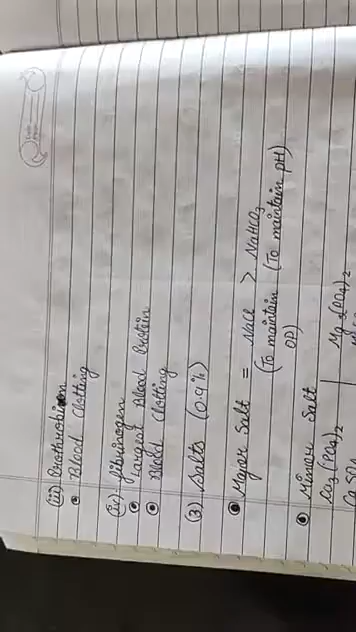 (iii) Prothrombin
• Blood Clotting
(iv) fibrinogen
• Largest Blood Protein
• Blood Clotting
(3) Salts (0.9%)
• Major Salt = NaCl > NaHCO3
(To maintain OP) (To maintain pH)
• Minor Salt
Ca3(PO4)2 | Mg3(PO4)2